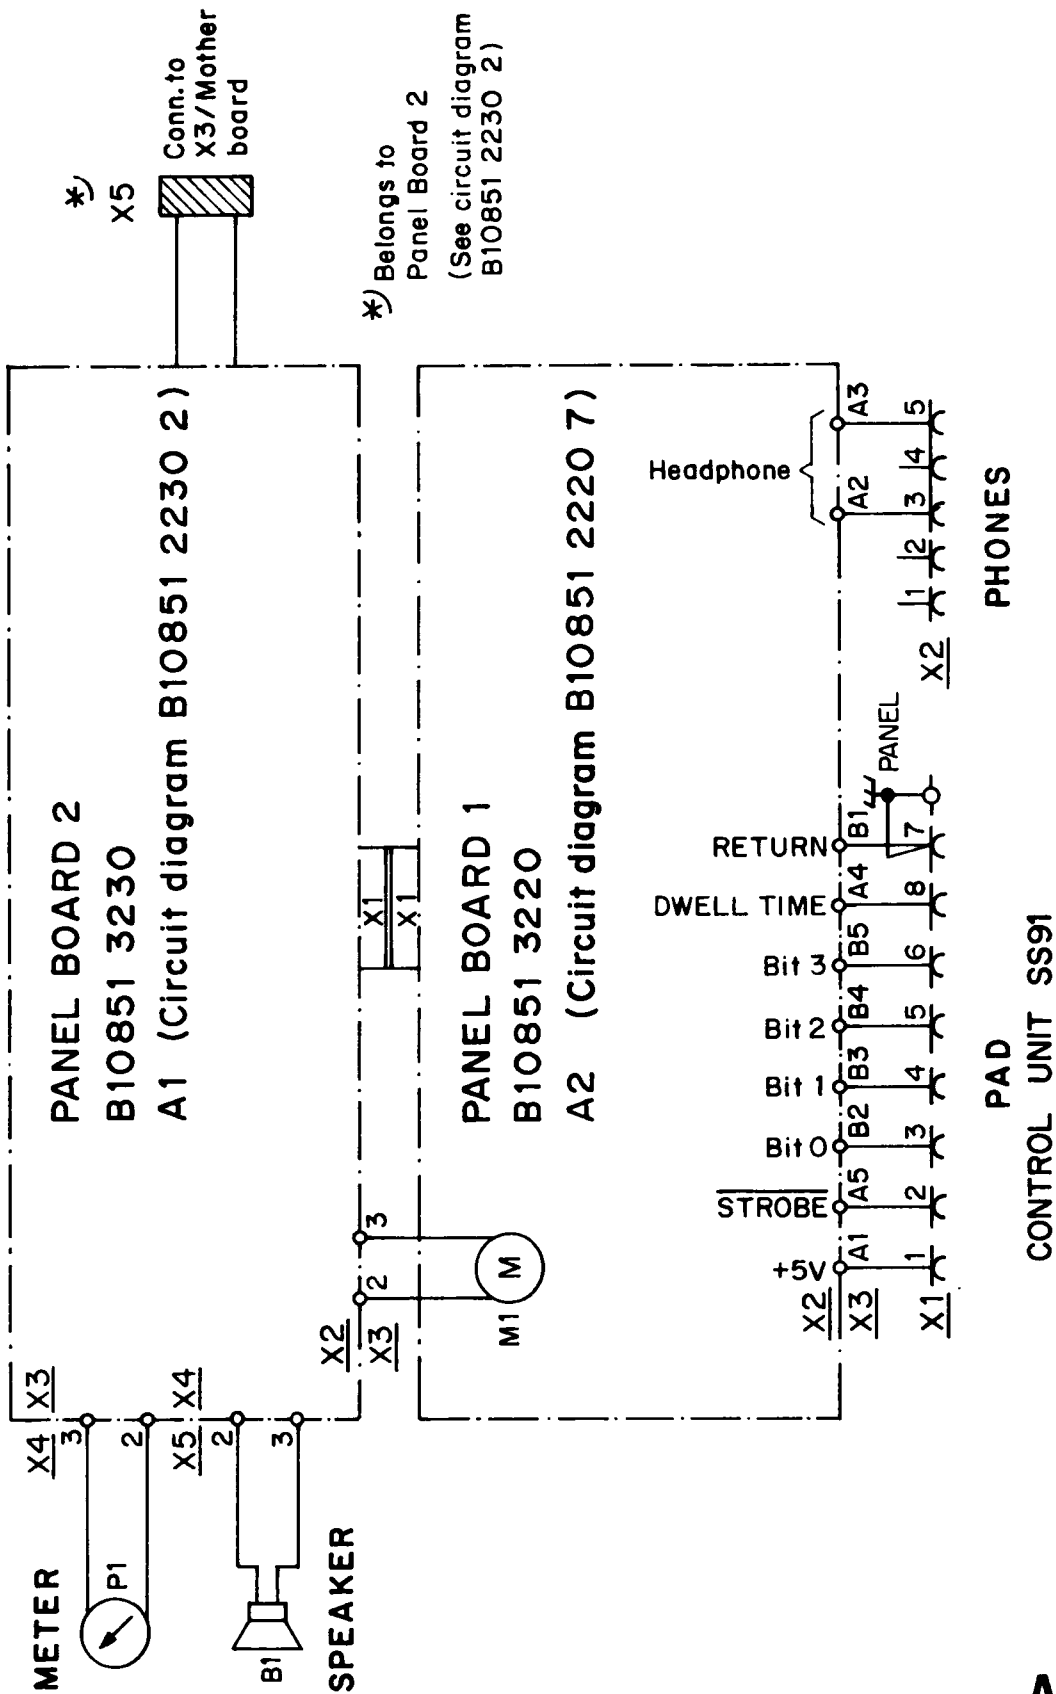 METER
P1
X4
X3
3
2
X5
X4
2
3
B1
SPEAKER
PANEL BOARD 2
B10851 3230
A1 (Circuit diagram B10851 2230 2)
*)
X5
Conn.to
X3/Mother
board
*) Belongs to
Panel Board 2
(See circuit diagram
B10851 2230 2)
X2
X3
2
3
M
M1
X1
X1
PANEL BOARD 1
B10851 3220
A2 (Circuit diagram B10851 2220 7)
+5V
STROBE
Bit 0
Bit 1
Bit 2
Bit 3
DWELL TIME
RETURN
Headphone
X2
X3
A1
A5
B2
B3
B4
B5
A4
B1
A2
A3
PANEL
X1
1
2
3
4
5
6
8
7
X2
1
2
3
4
5
PAD
CONTROL UNIT SS91
PHONES